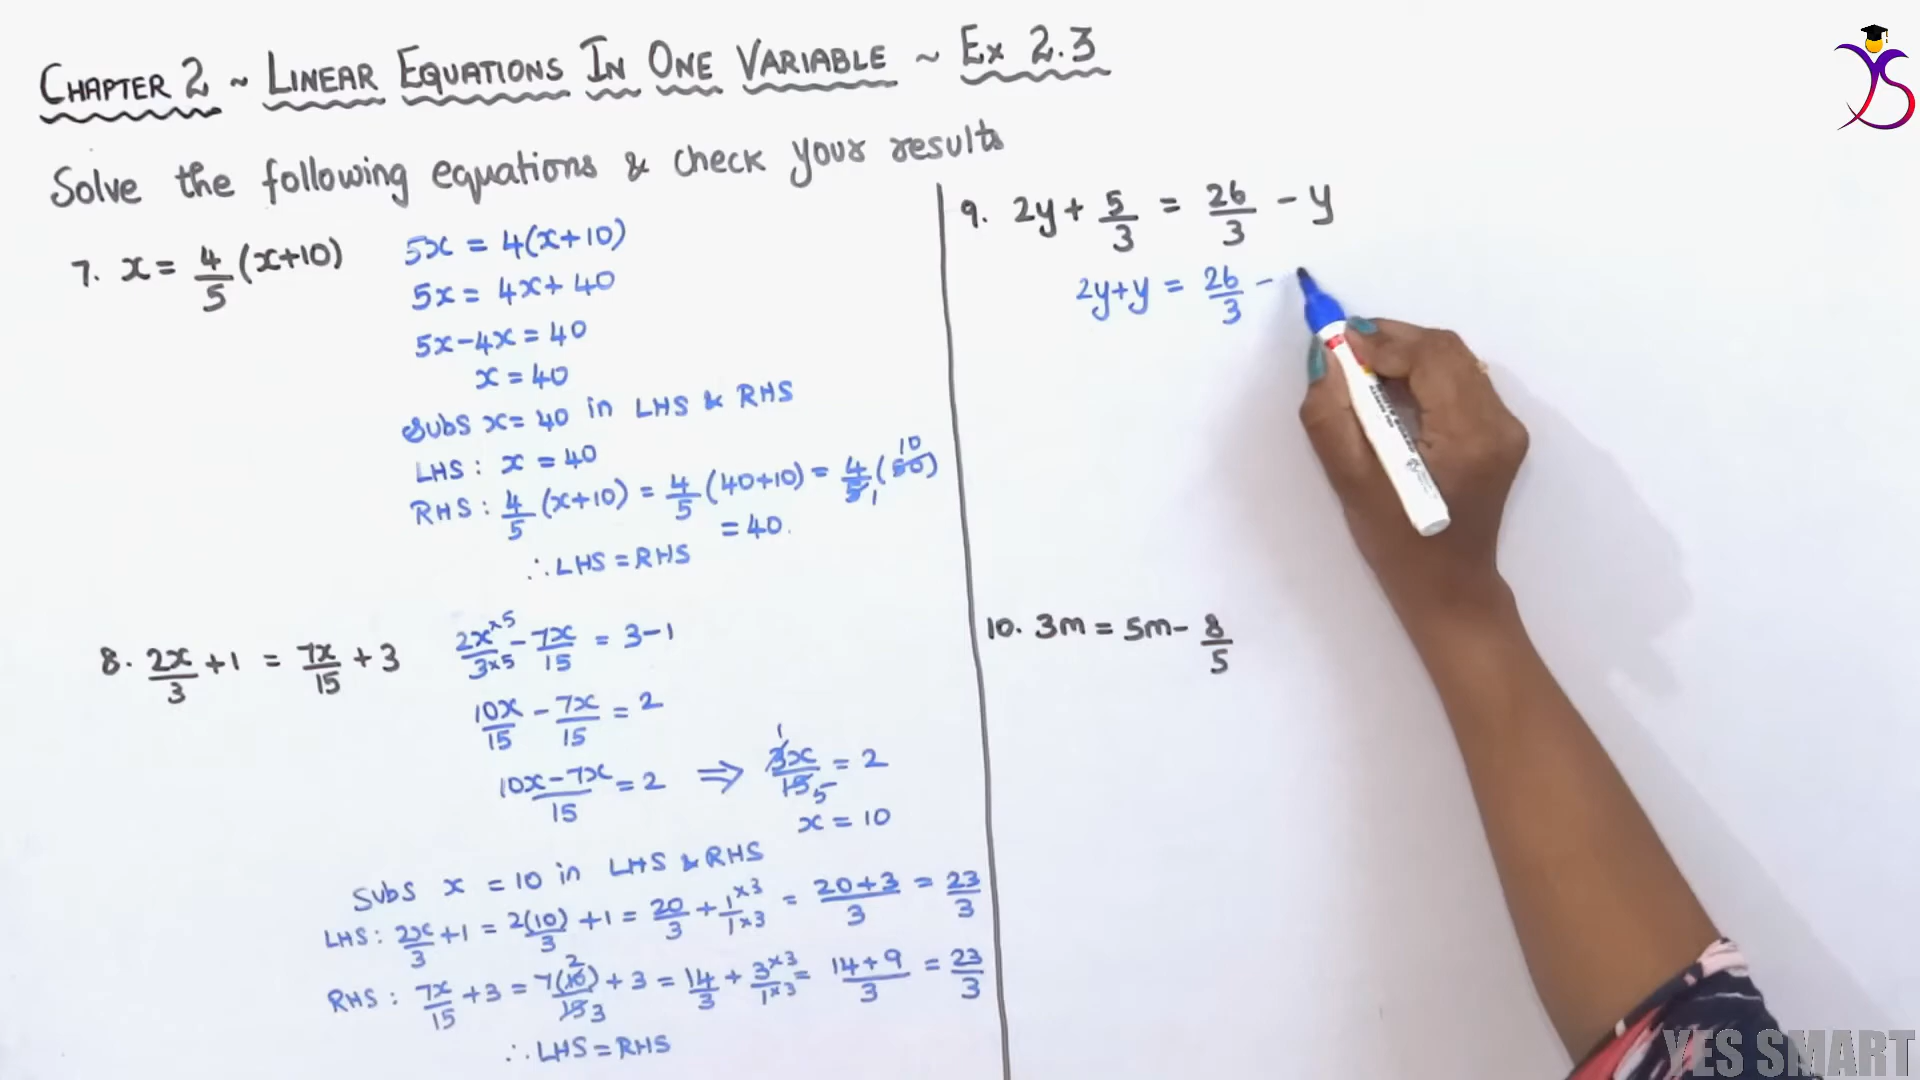 CHAPTER 2 ~ LINEAR EQUATIONS IN ONE VARIABLE ~ EX 2.3
Solve the following equations & check your results
7. x = 4/5 (x+10)
5x = 4(x+10)
5x = 4x + 40
5x - 4x = 40
x = 40
Subs x = 40 in LHS & RHS
LHS : x = 40
RHS : 4/5 (x+10) = 4/5 (40+10) = 4/5 1 (50) 10
= 40.
∴ LHS = RHS
8. 2x/3 + 1 = 7x/15 + 3
2x ×5/3 ×5 - 7x/15 = 3-1
10x/15 - 7x/15 = 2
10x-7x/15 = 2 ⇒ 1 3x/15 5 = 2
x = 10
Subs x = 10 in LHS & RHS
LHS : 2x/3 + 1 = 2(10)/3 + 1 = 20/3 + 1 ×3/1 ×3 = 20+3/3 = 23/3
RHS : 7x/15 + 3 = 7(10) 2/15 3 + 3 = 14/3 + 3 ×3/1 ×3 = 14+9/3 = 23/3
∴ LHS = RHS
9. 2y + 5/3 = 26/3 - y
2y+y = 26/3 -
10. 3m = 5m - 8/5
YS
YES SMART